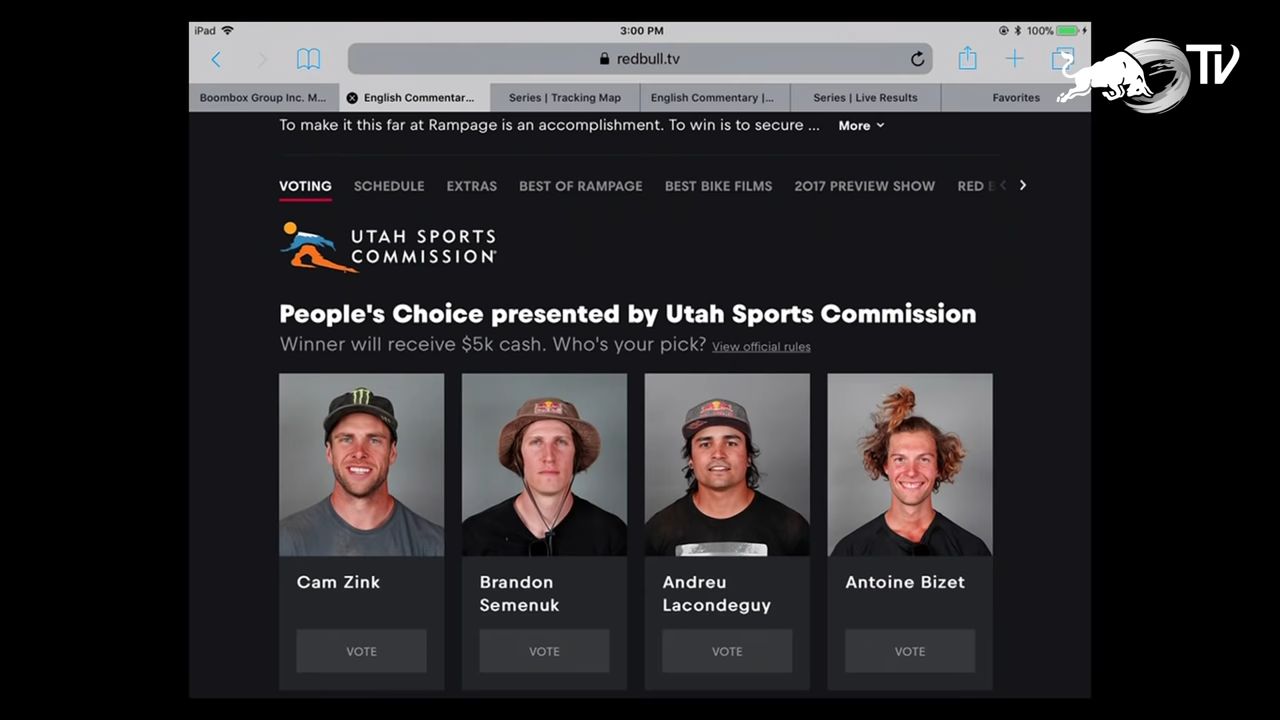 iPad
3:00 PM
100%
redbull.tv
TV
Boombox Group Inc. M...
English Commentar...
Series | Tracking Map
English Commentary |...
Series | Live Results
Favorites
To make it this far at Rampage is an accomplishment. To win is to secure ...
More
VOTING
SCHEDULE
EXTRAS
BEST OF RAMPAGE
BEST BIKE FILMS
2017 PREVIEW SHOW
RED
UTAH SPORTS
COMMISSION
People's Choice presented by Utah Sports Commission
Winner will receive $5k cash. Who's your pick? View official rules
Cam Zink
Brandon
Semenuk
Andreu
Lacondeguy
Antoine Bizet
VOTE
VOTE
VOTE
VOTE